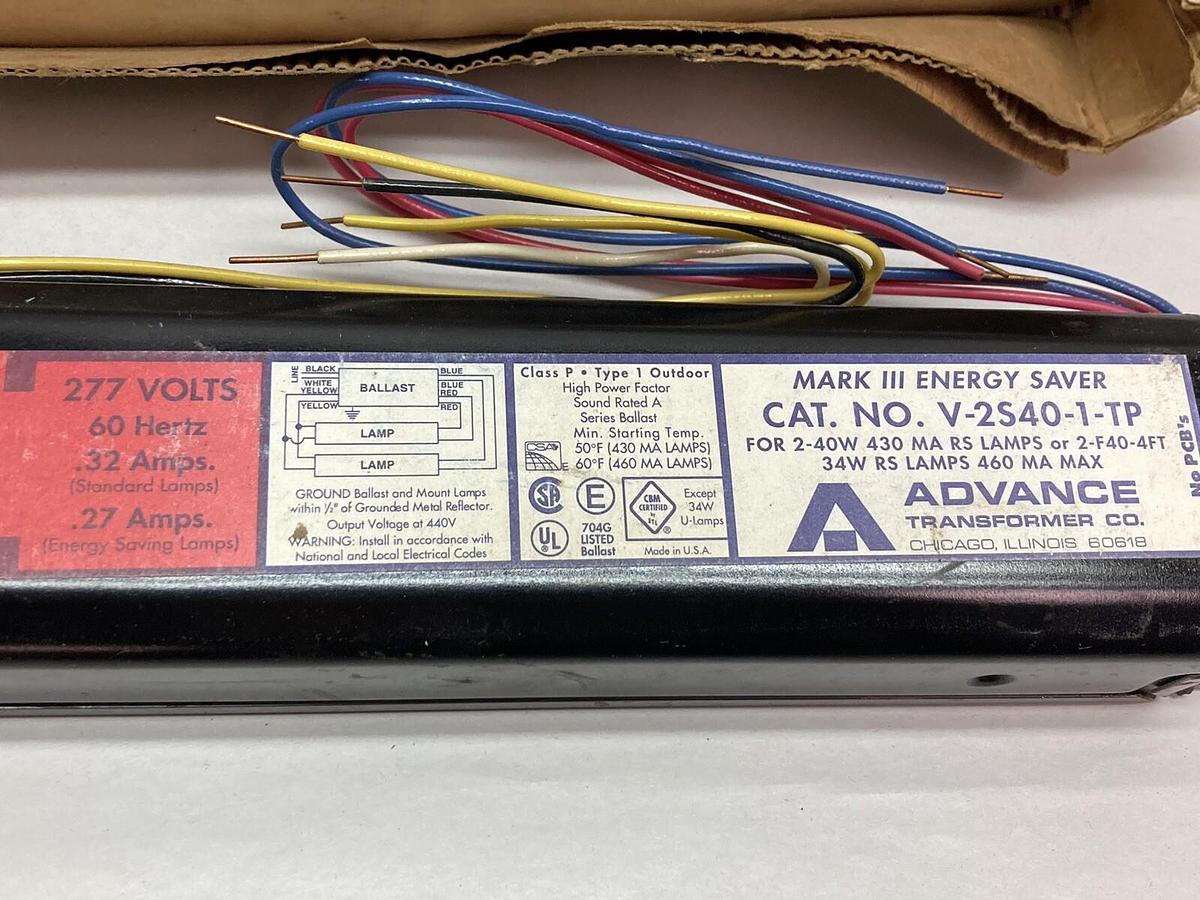 277 VOLTS
60 Hertz
.32 Amps.
(Standard Lamps)
.27 Amps.
(Energy Saving Lamps)
LINE
BLACK
WHITE
YELLOW
YELLOW
BALLAST
BLUE
BLUE
RED
RED
LAMP
LAMP
GROUND Ballast and Mount Lamps
within ½" of Grounded Metal Reflector.
Output Voltage at 440V
WARNING: Install in accordance with
National and Local Electrical Codes
Class P • Type 1 Outdoor
High Power Factor
Sound Rated A
Series Ballast
Min. Starting Temp.
50°F (430 MA LAMPS)
60°F (460 MA LAMPS)
CSA
E
SA
E
UL
704G
LISTED
Ballast
CBM
CERTIFIED
by
ETL
®
Except
34W
U-Lamps
Made in U.S.A.
MARK III ENERGY SAVER
CAT. NO. V-2S40-1-TP
FOR 2-40W 430 MA RS LAMPS or 2-F40-4FT
34W RS LAMPS 460 MA MAX
ADVANCE
TRANSFORMER CO.
CHICAGO, ILLINOIS 60618
No PCB's